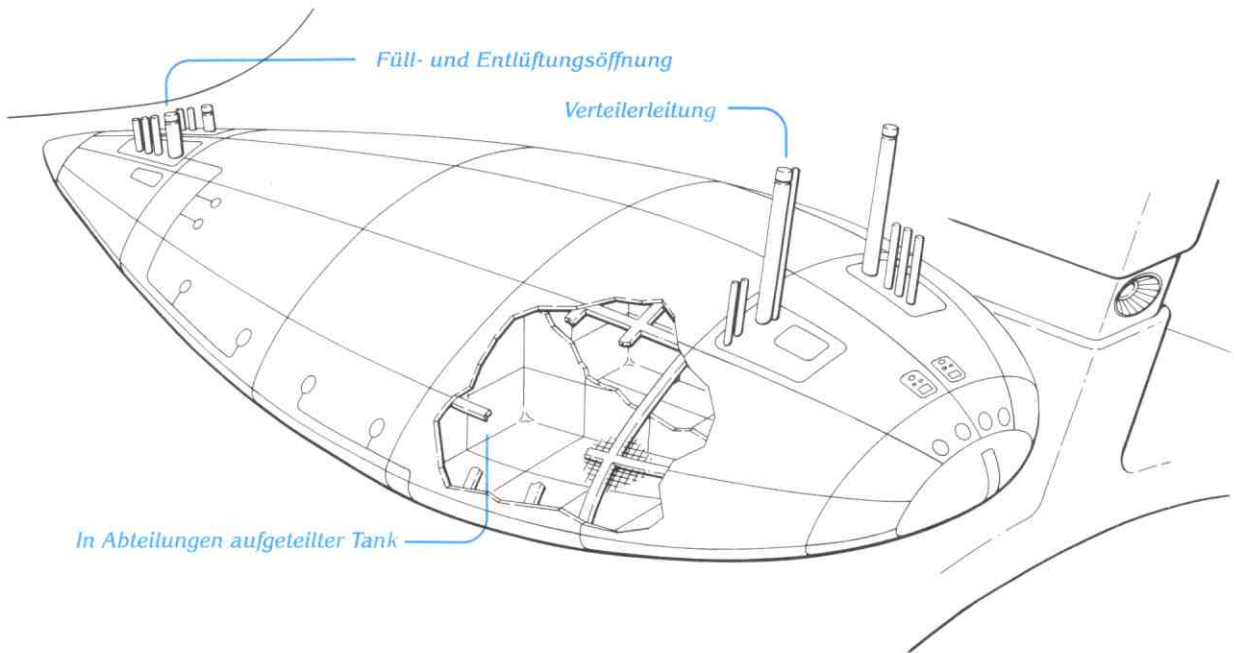 Füll- und Entlüftungsöffnung
Verteilerleitung
In Abteilungen aufgeteilter Tank